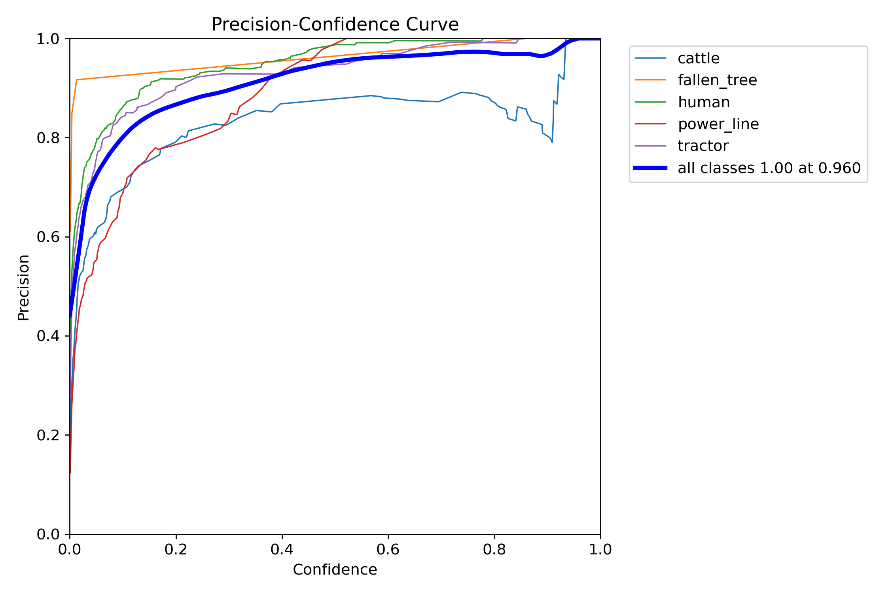 Precision-Confidence Curve
1.0
0.8
0.6
0.4
0.2
0.0
Precision
0.0 0.2 0.4 0.6 0.8 1.0
Confidence
cattle
fallen_tree
human
power_line
tractor
all classes 1.00 at 0.960